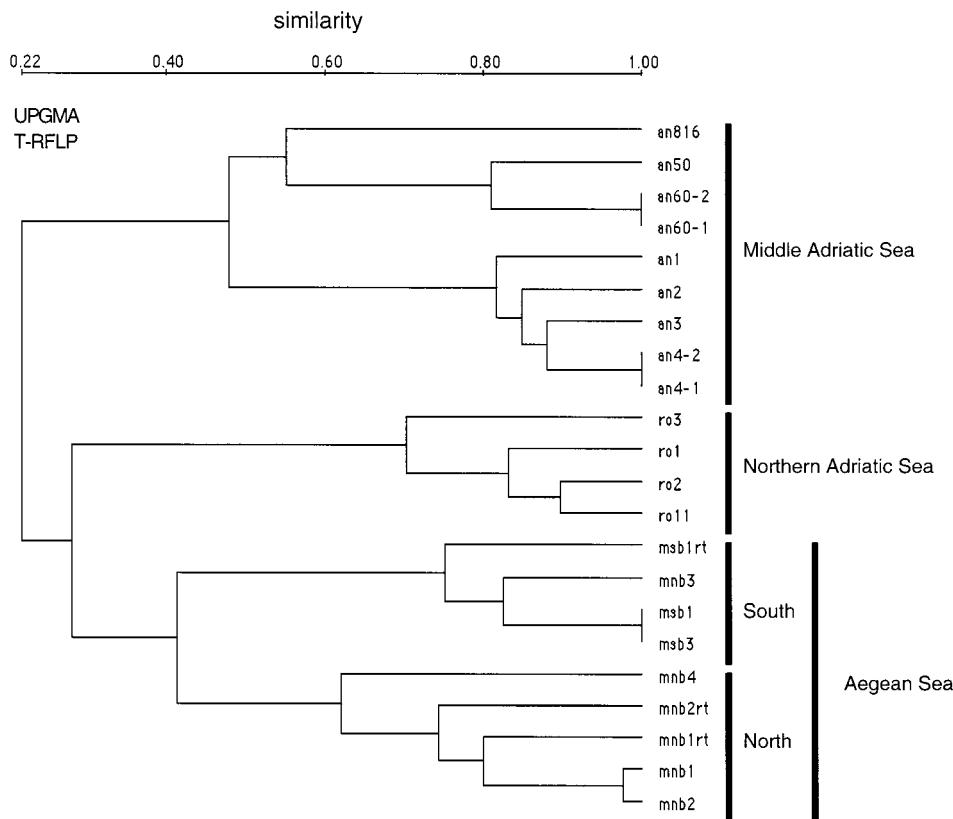 similarity
0.22 0.40 0.60 0.80 1.00
UPGMA
T-RFLP
an816
an50
an60-2
an60-1
an1
an2
an3
an4-2
an4-1
Middle Adriatic Sea
ro3
ro1
ro2
ro11
Northern Adriatic Sea
msb1rt
mnb3
msb1
msb3
South
mnb4
mnb2rt
mnb1rt
mnb1
mnb2
North
Aegean Sea